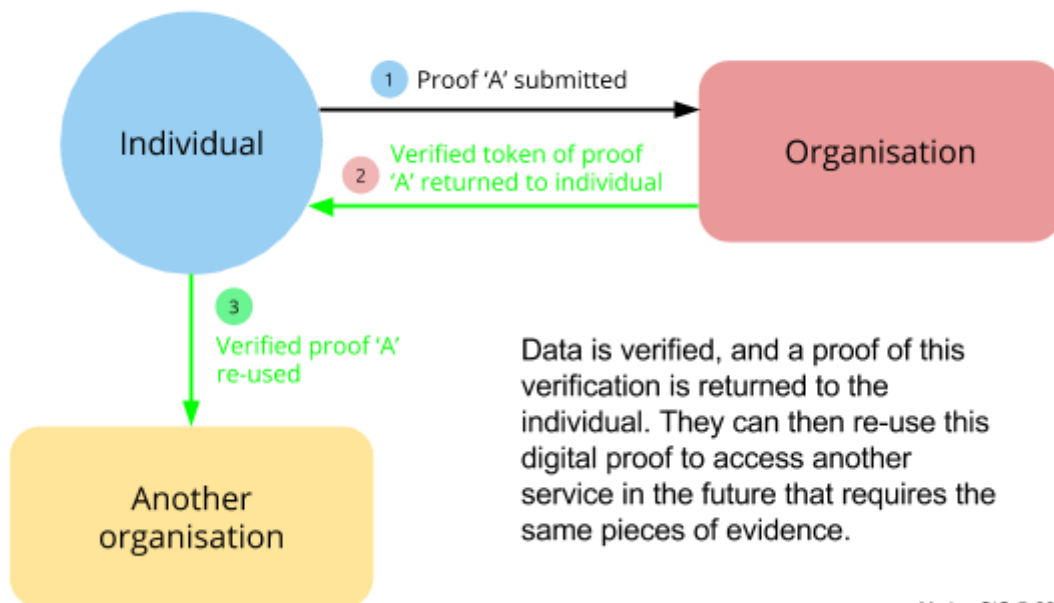 1 Proof ‘A’ submitted
Individual
Organisation
Verified token of proof
2 ‘A’ returned to individual
3
Verified proof ‘A’
re-used
Data is verified, and a proof of this
verification is returned to the
individual. They can then re-use this
digital proof to access another
service in the future that requires the
same pieces of evidence.
Another
organisation